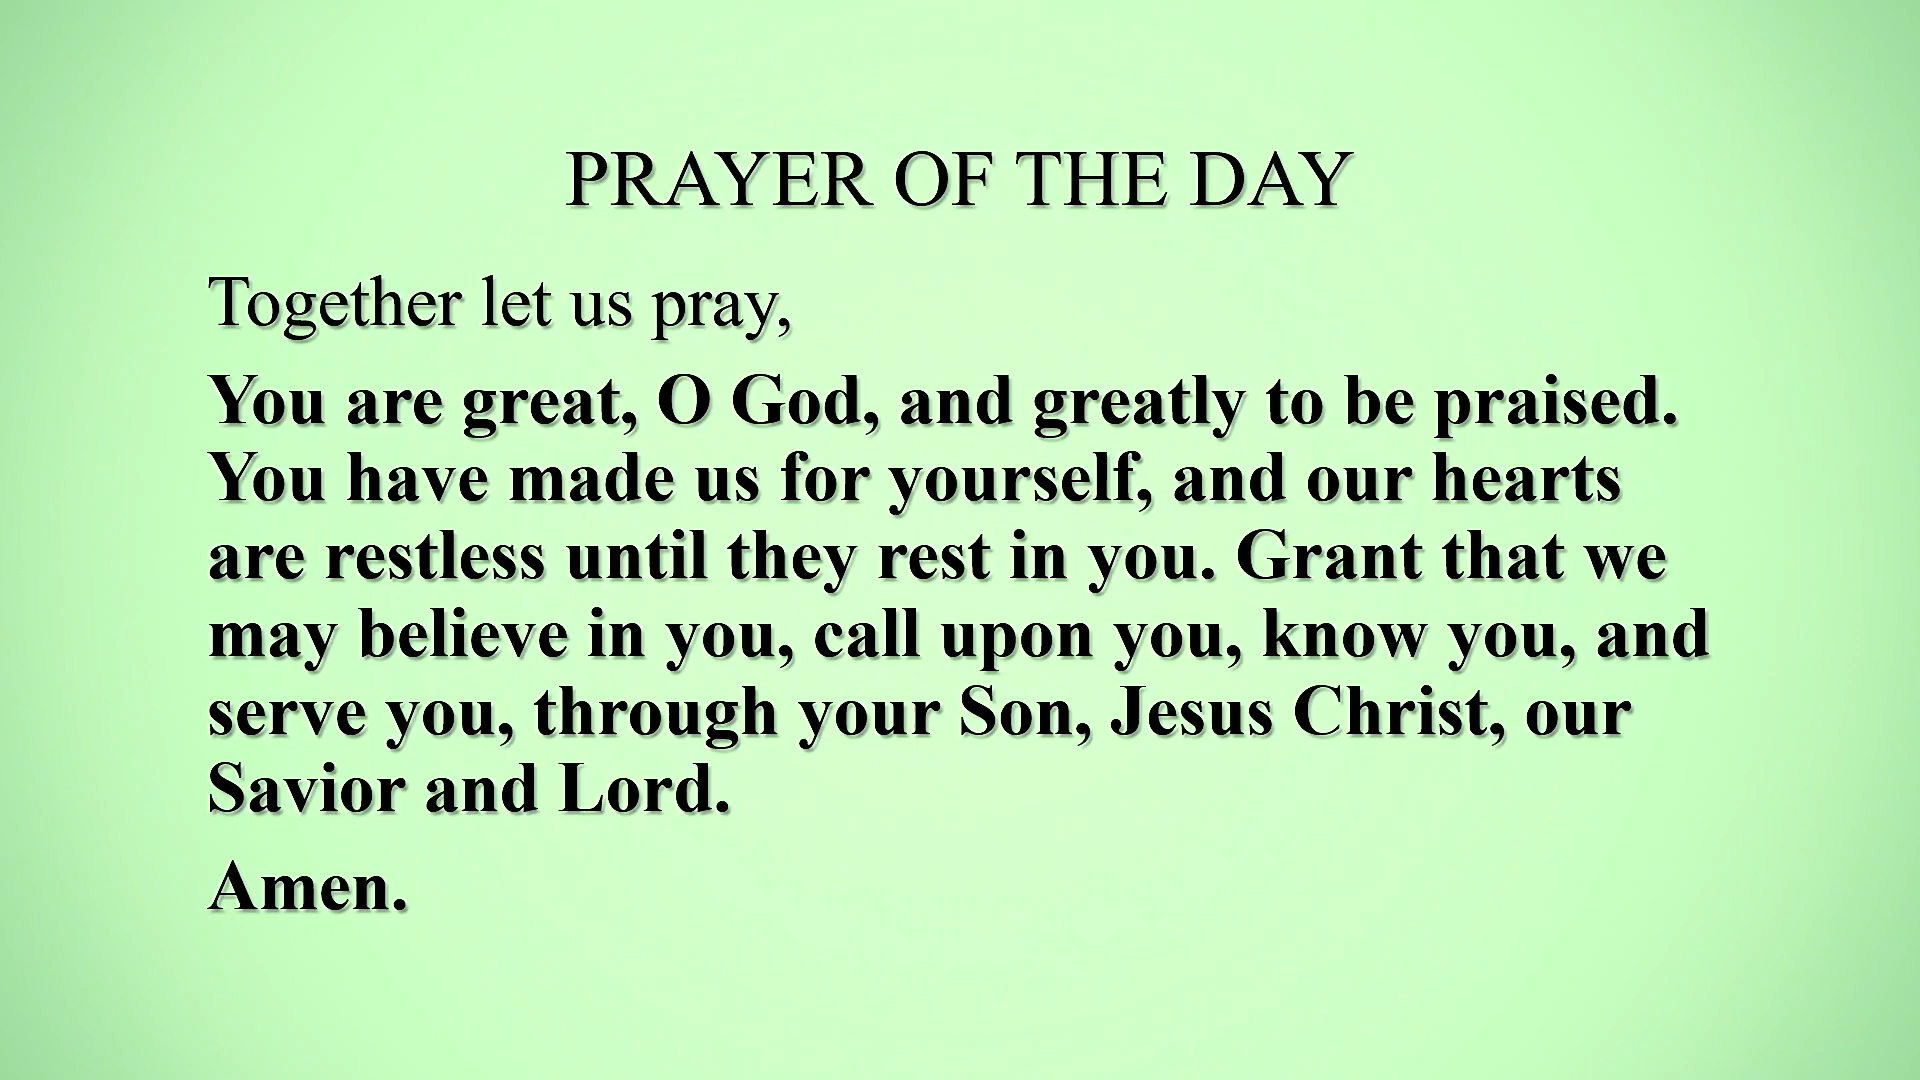 PRAYER OF THE DAY
Together let us pray,
You are great, O God, and greatly to be praised.
You have made us for yourself, and our hearts
are restless until they rest in you. Grant that we
may believe in you, call upon you, know you, and
serve you, through your Son, Jesus Christ, our
Savior and Lord.
Amen.